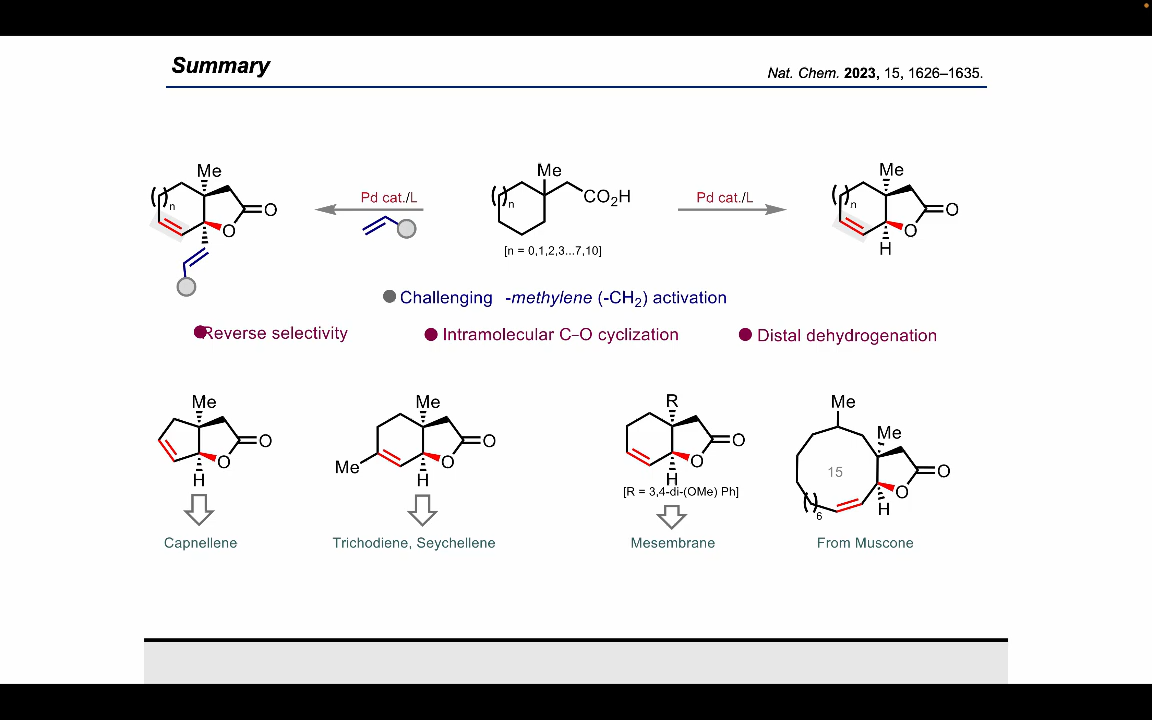 Summary
Nat. Chem. 2023, 15, 1626–1635.
Me
( )n
O
O
Pd cat./L
Me
( )n
CO2H
[n = 0,1,2,3...7,10]
Pd cat./L
Me
( )n
O
O
H
Challenging -methylene (-CH2) activation
Reverse selectivity
Intramolecular C–O cyclization
Distal dehydrogenation
Me
O
O
H
Capnellene
Me
O
O
Me
H
Trichodiene, Seychellene
R
O
O
H
[R = 3,4-di-(OMe) Ph]
Mesembrane
Me
Me
15
O
O
H
( )6
From Muscone